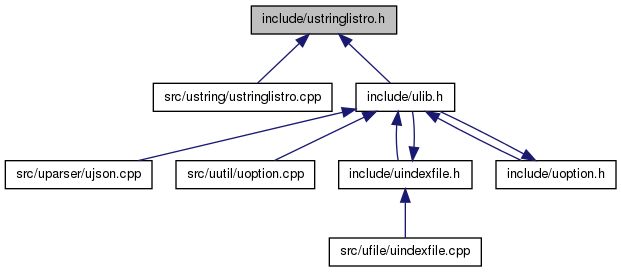 include/ustringlistro.h
src/ustring/ustringlistro.cpp
include/ulib.h
src/uparser/ujson.cpp
src/uutil/uoption.cpp
include/uindexfile.h
include/uoption.h
src/ufile/uindexfile.cpp